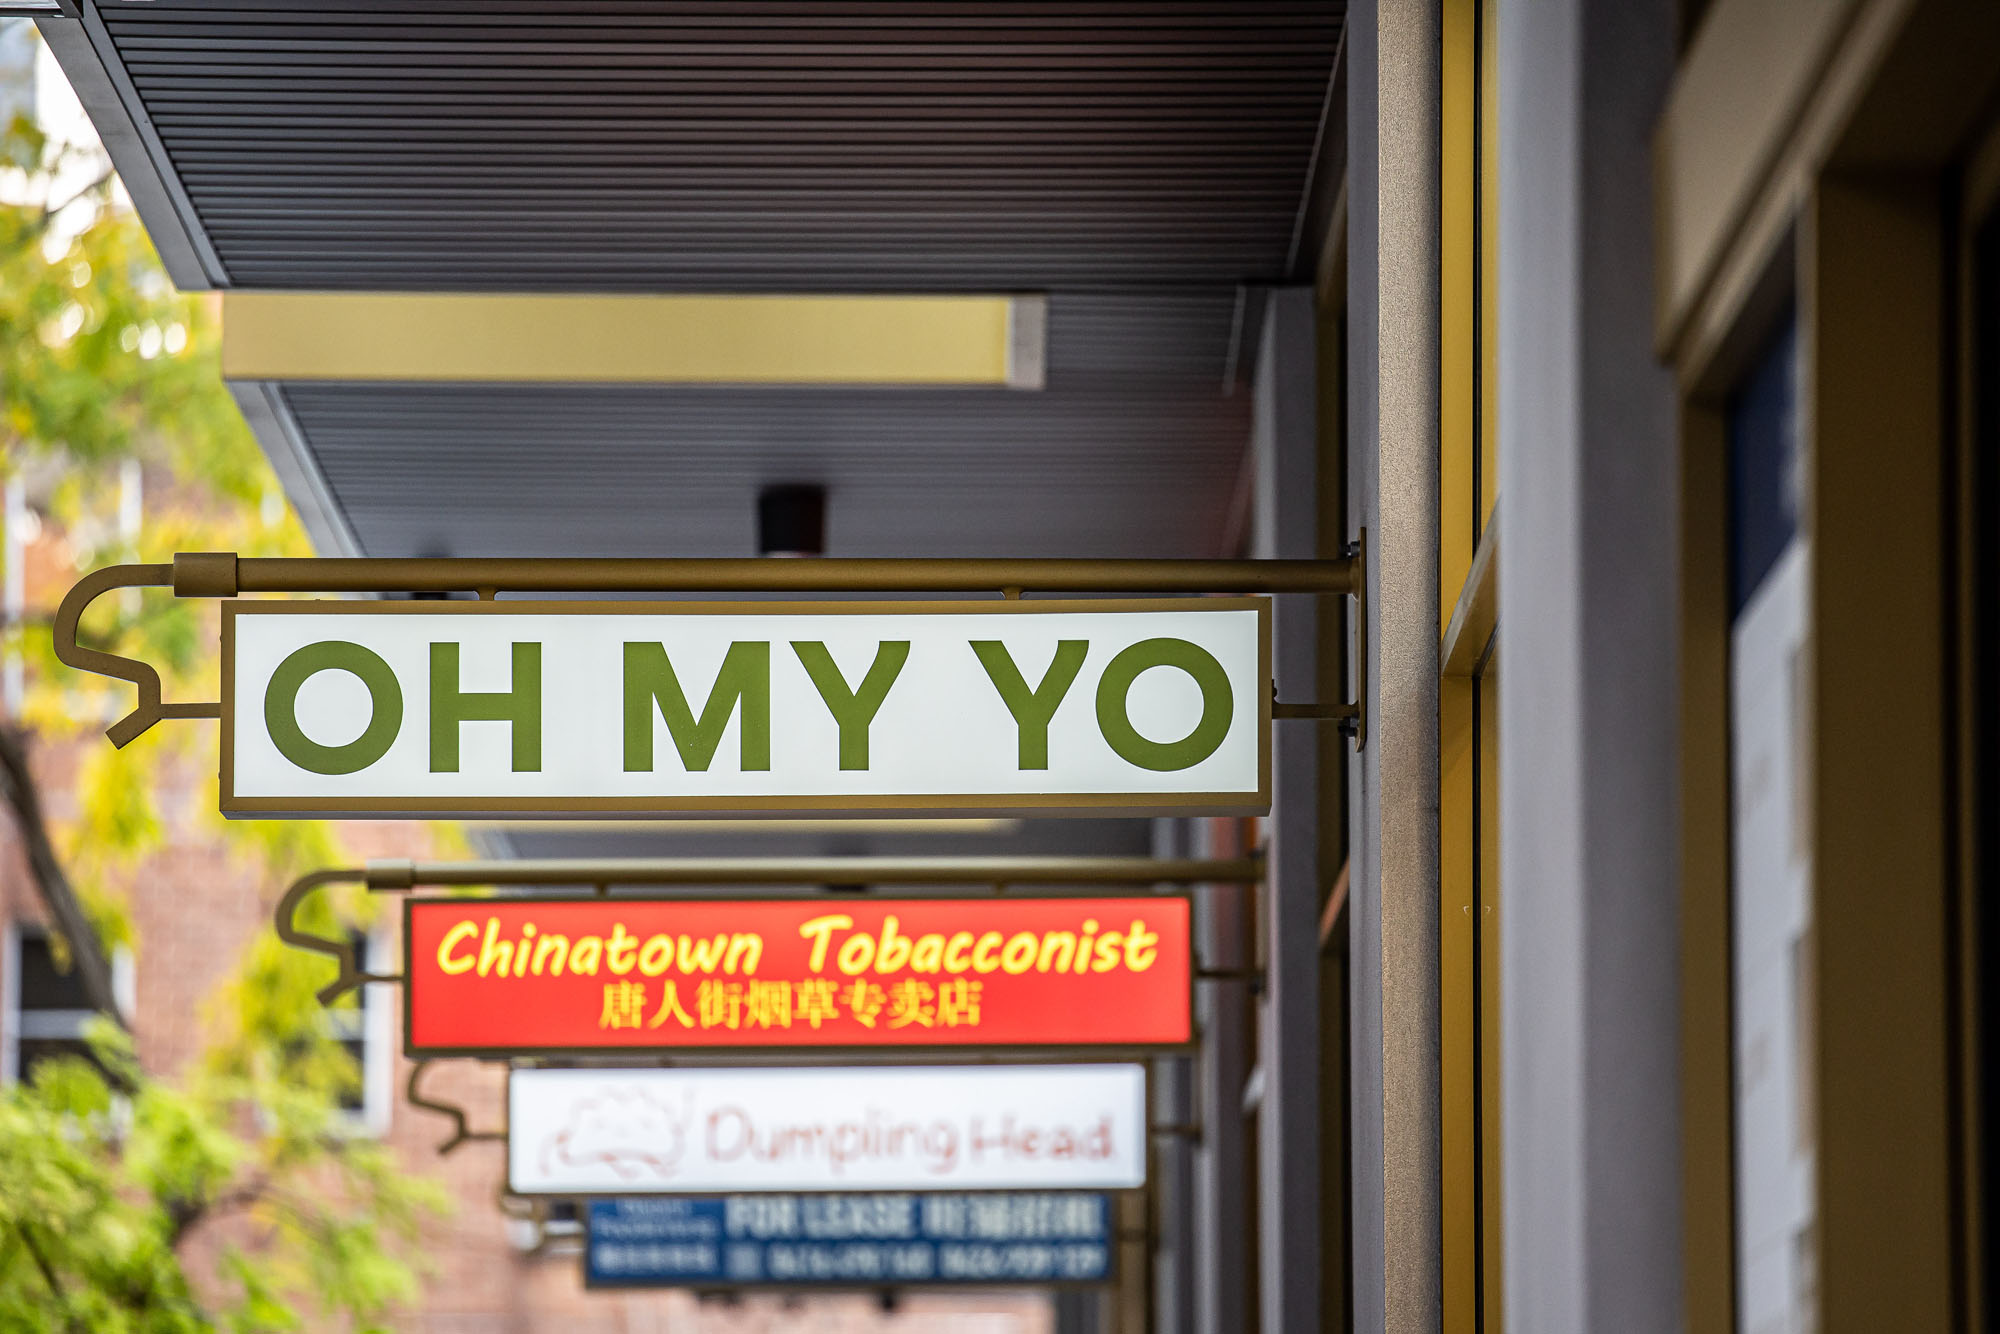 OH MY YO
Chinatown Tobacconist
唐人街烟草专卖店
Dumpling Head
FOR LEASE